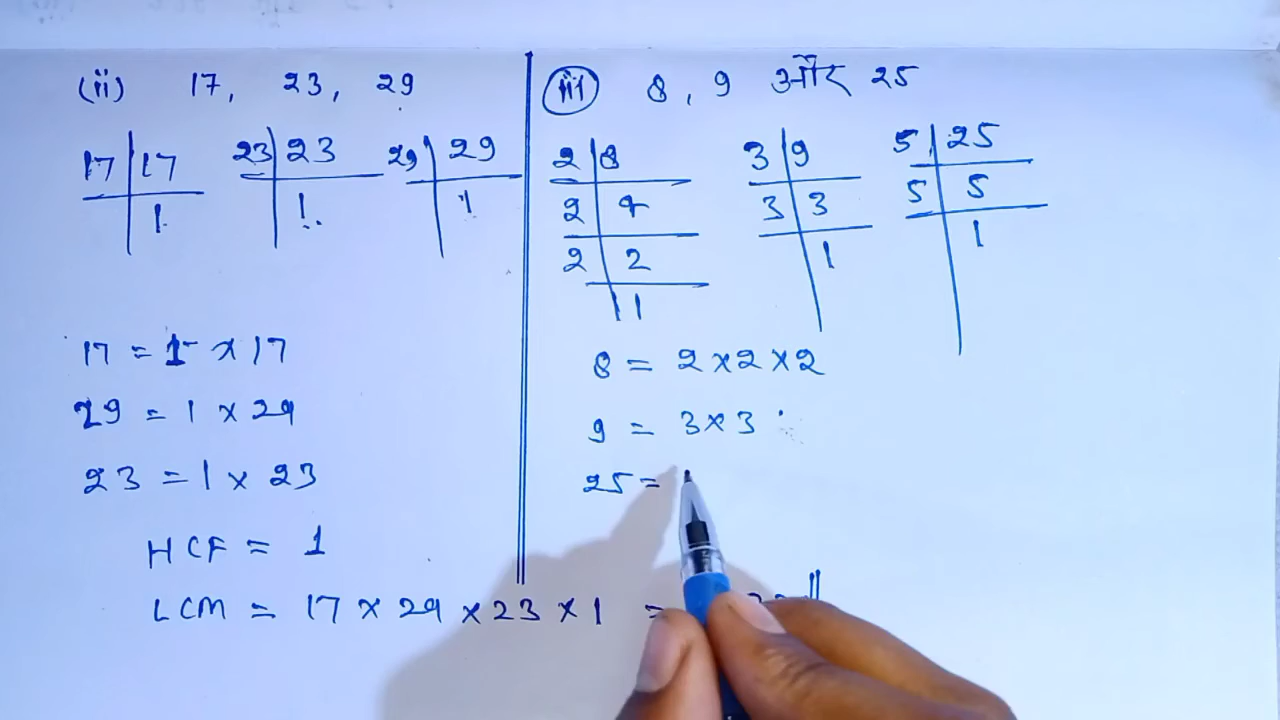 (ii) 17, 23, 29
17 | 17
1
23 | 23
1
29 | 29
1
17 = 1 x 17
29 = 1 x 29
23 = 1 x 23
HCF = 1
LCM = 17 x 29 x 23 x 1 =
(iii) 8, 9 और 25
2 | 8
2 | 4
2 | 2
1
3 | 9
3 | 3
1
5 | 25
5 | 5
1
8 = 2 x 2 x 2
9 = 3 x 3
25 =